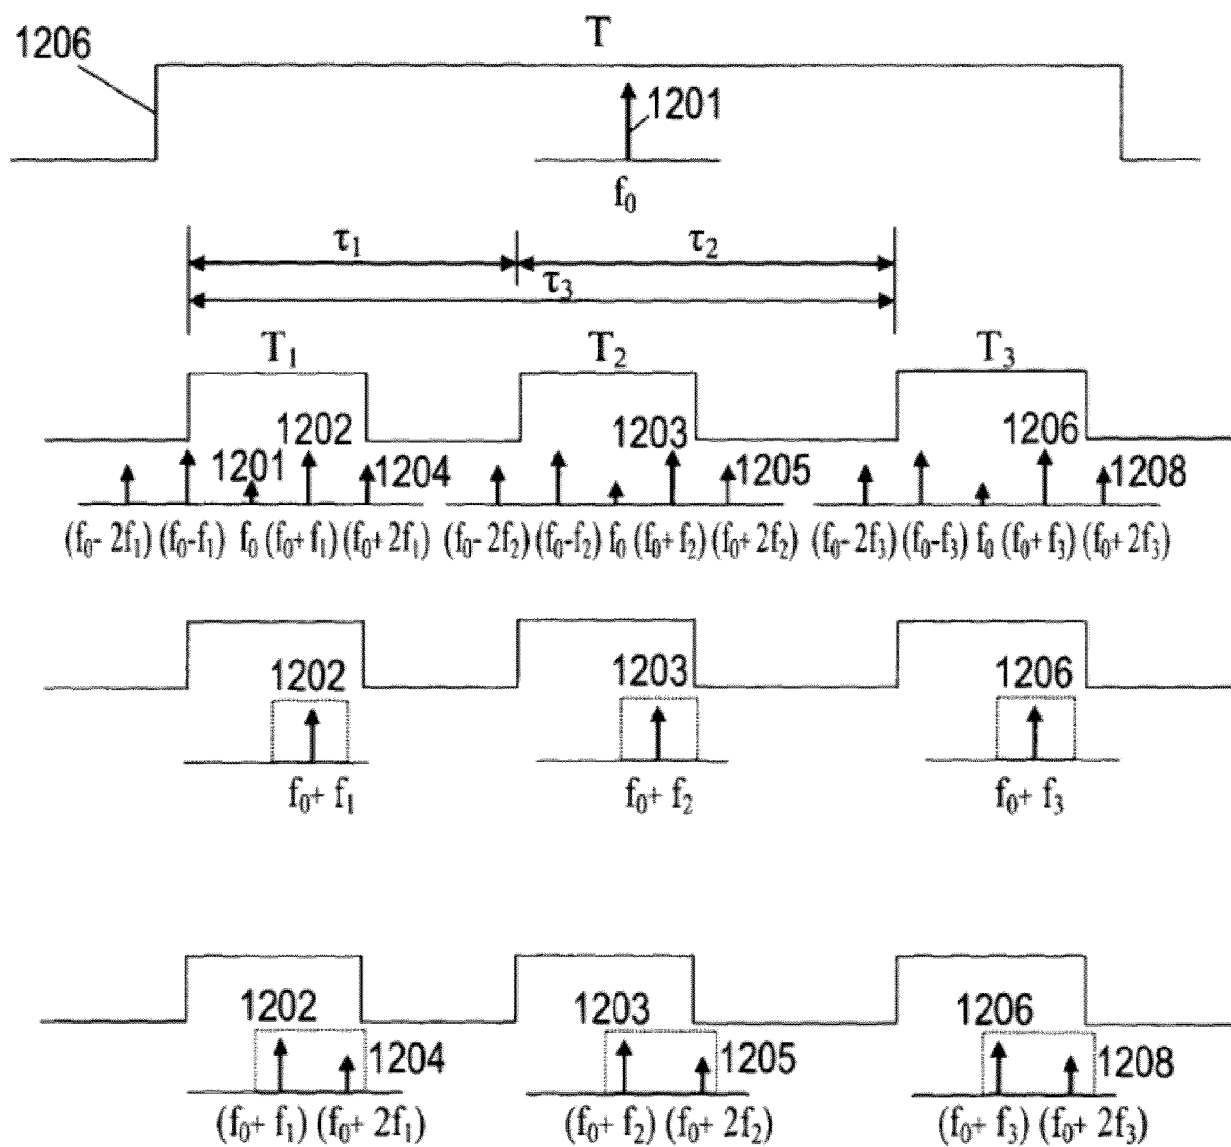 T
1206
1201
f₀
τ₁ τ₂
τ₃
T₁ T₂ T₃
1202 1203 1206
1201 1204 1205 1208
(f₀- 2f₁) (f₀-f₁) f₀ (f₀+ f₁) (f₀+ 2f₁) (f₀- 2f₂) (f₀-f₂) f₀ (f₀+ f₂) (f₀+ 2f₂) (f₀- 2f₃) (f₀-f₃) f₀ (f₀+ f₃) (f₀+ 2f₃)
1202 1203 1206
f₀+ f₁ f₀+ f₂ f₀+ f₃
1202 1203 1206
1204 1205 1208
(f₀+ f₁) (f₀+ 2f₁) (f₀+ f₂) (f₀+ 2f₂) (f₀+ f₃) (f₀+ 2f₃)